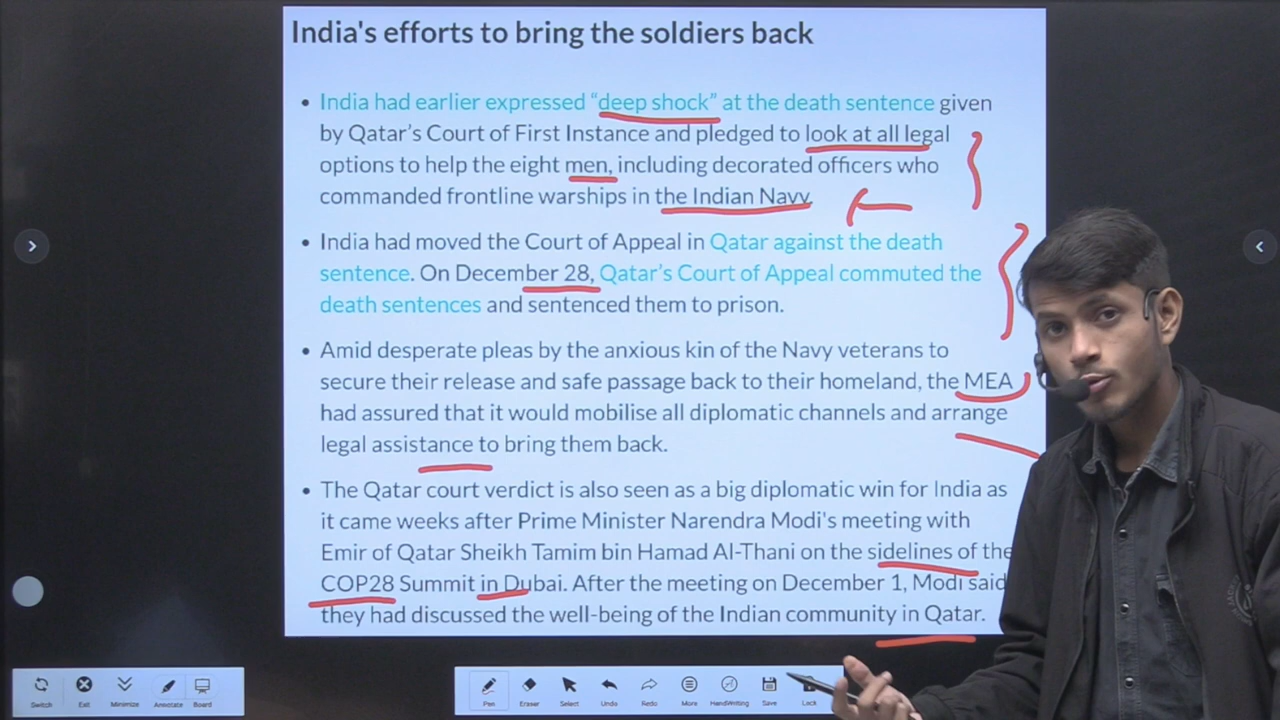 India's efforts to bring the soldiers back
• India had earlier expressed “deep shock” at the death sentence given
by Qatar’s Court of First Instance and pledged to look at all legal
options to help the eight men, including decorated officers who
commanded frontline warships in the Indian Navy
• India had moved the Court of Appeal in Qatar against the death
sentence. On December 28, Qatar’s Court of Appeal commuted the
death sentences and sentenced them to prison.
• Amid desperate pleas by the anxious kin of the Navy veterans to
secure their release and safe passage back to their homeland, the MEA
had assured that it would mobilise all diplomatic channels and arrange
legal assistance to bring them back.
• The Qatar court verdict is also seen as a big diplomatic win for India as
it came weeks after Prime Minister Narendra Modi's meeting with
Emir of Qatar Sheikh Tamim bin Hamad Al-Thani on the sidelines of the
COP28 Summit in Dubai. After the meeting on December 1, Modi said
they had discussed the well-being of the Indian community in Qatar.
Switch Exit Minimize Annotate Board Pen Eraser Select Undo Redo More HandWriting Save Lock